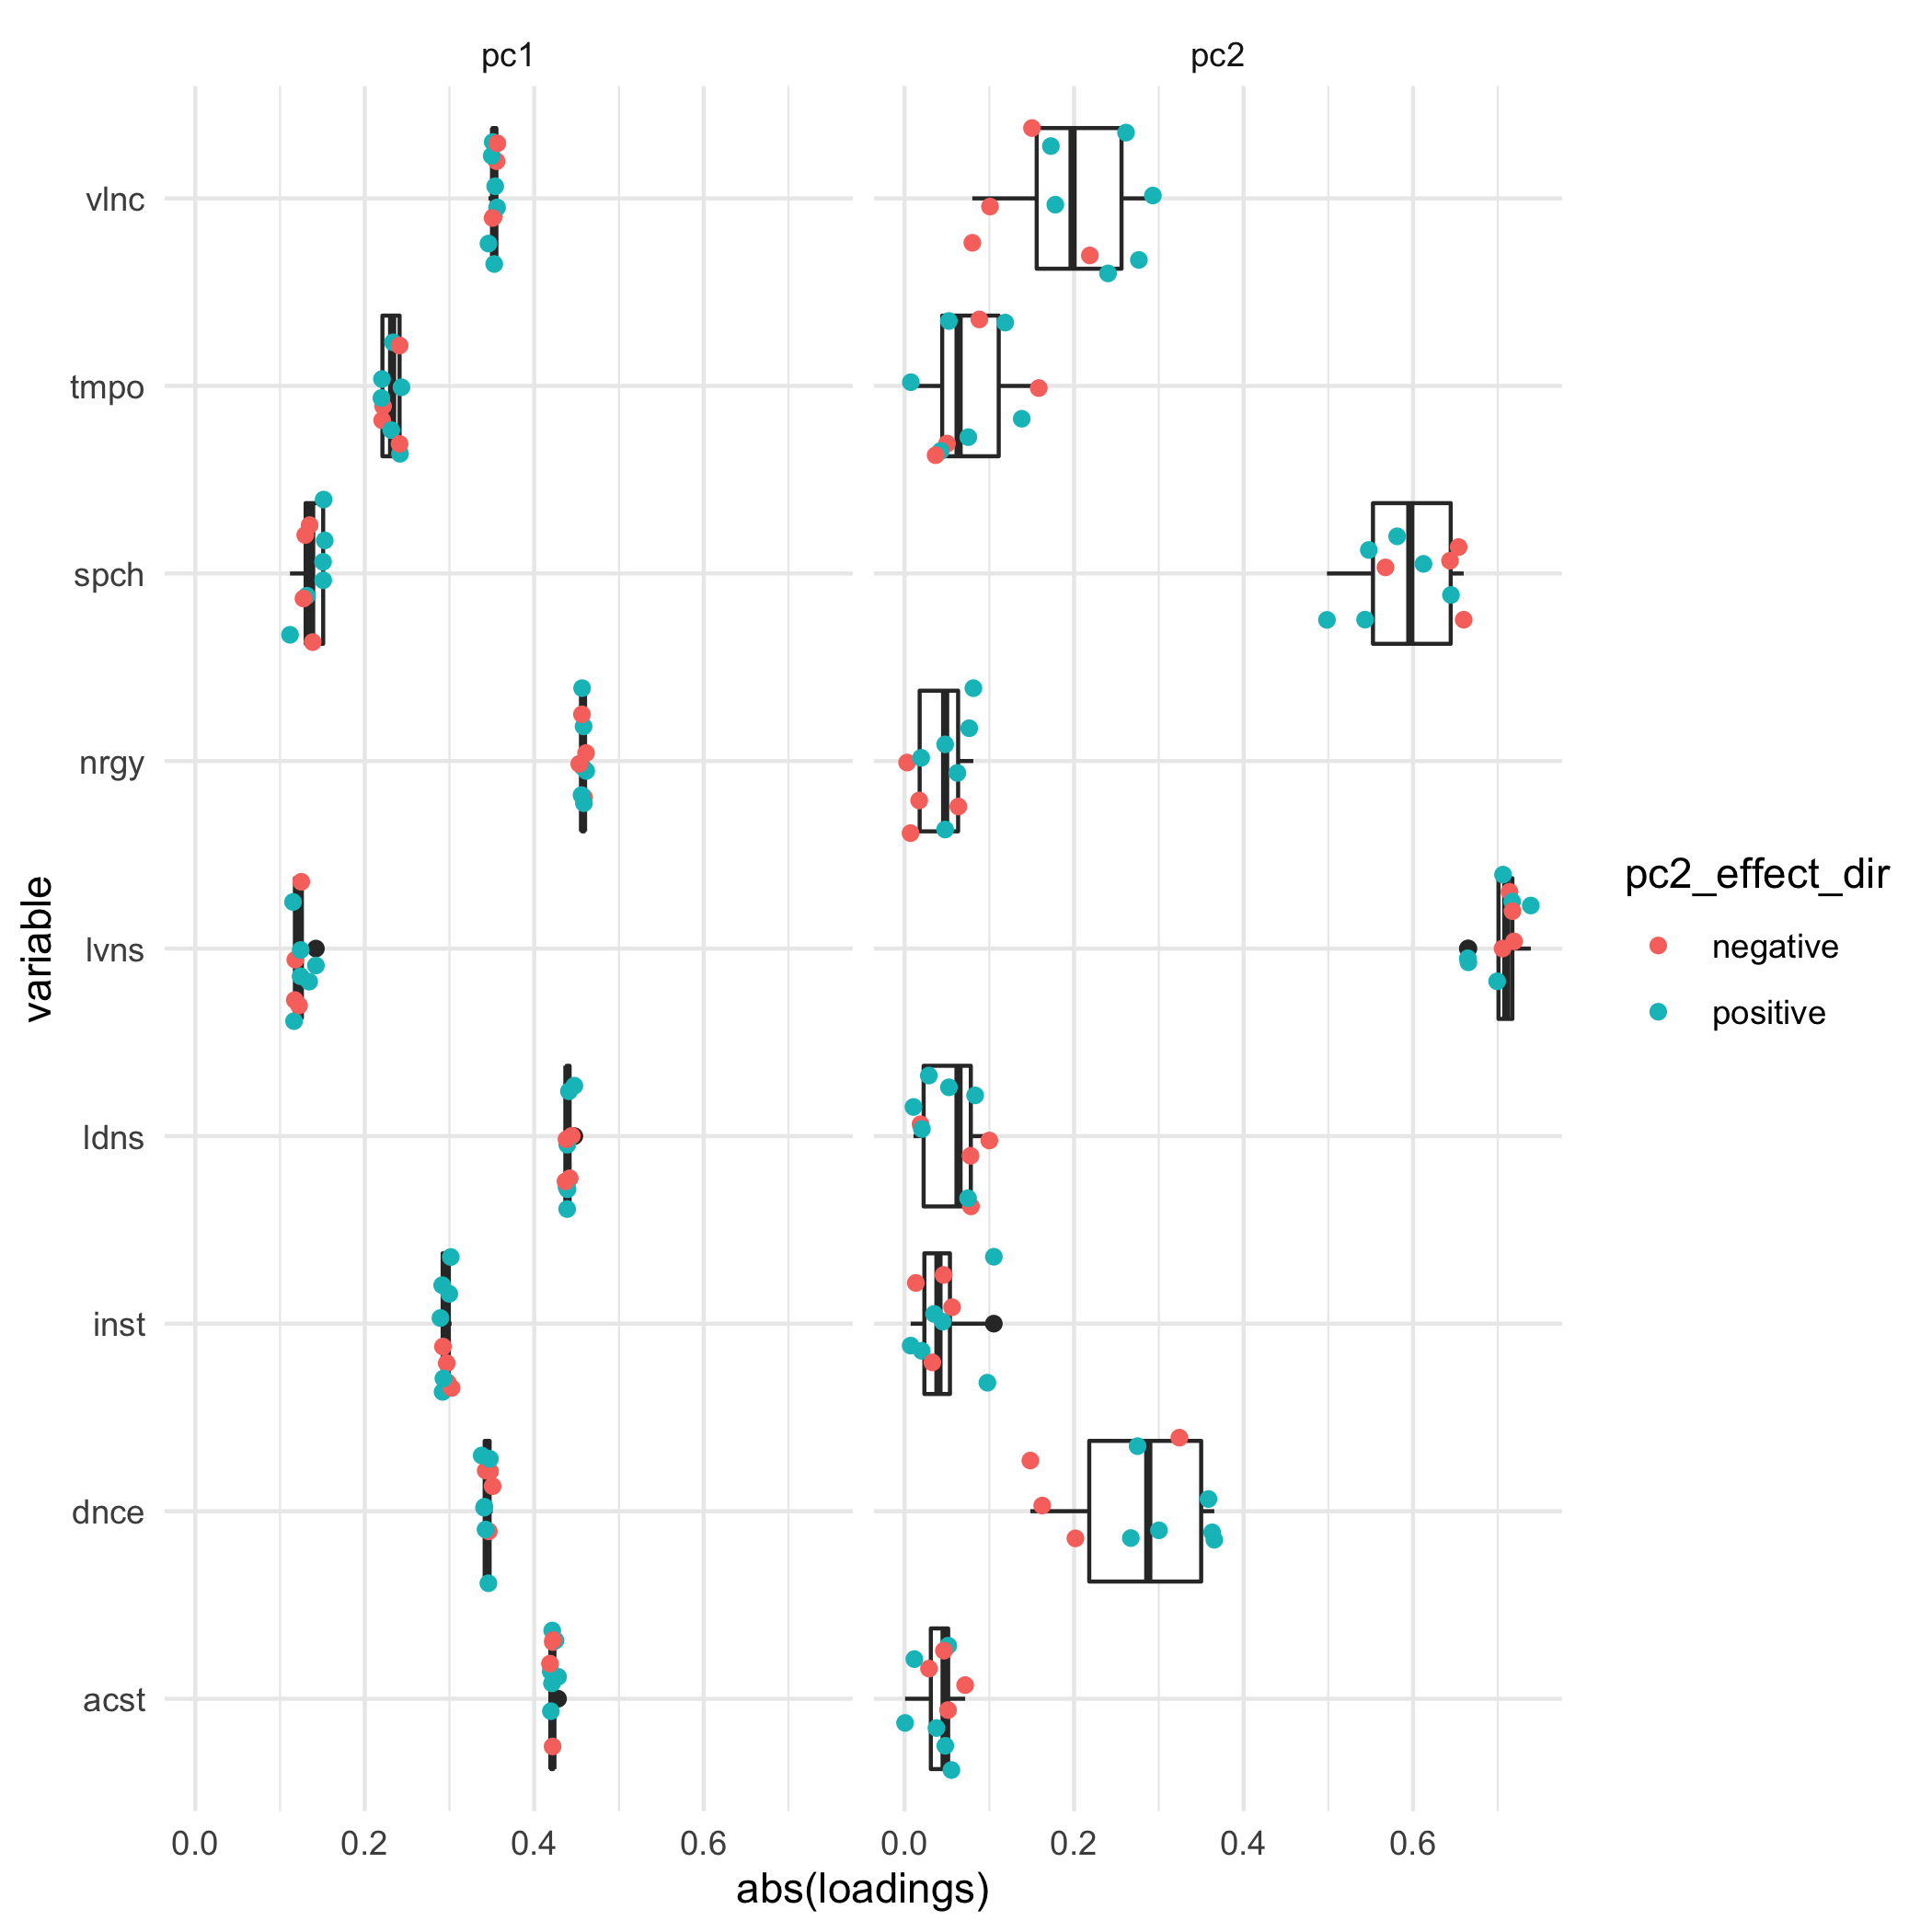 pc1 pc2
vlnc
tmpo
spch
nrgy
lvns
ldns
inst
dnce
acst
variable
0.0 0.2 0.4 0.6 0.0 0.2 0.4 0.6
abs(loadings)
pc2_effect_dir
negative
positive